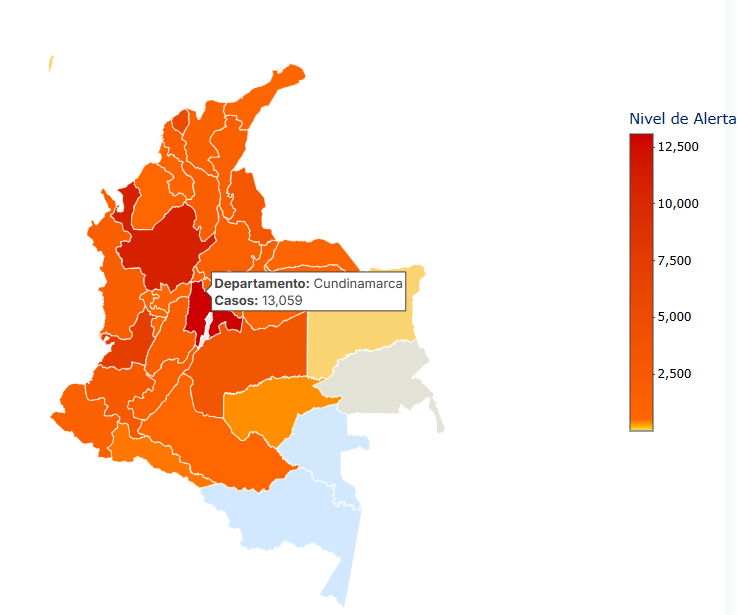 Nivel de Alerta
12,500
10,000
7,500
5,000
2,500
Departamento: Cundinamarca
Casos: 13,059